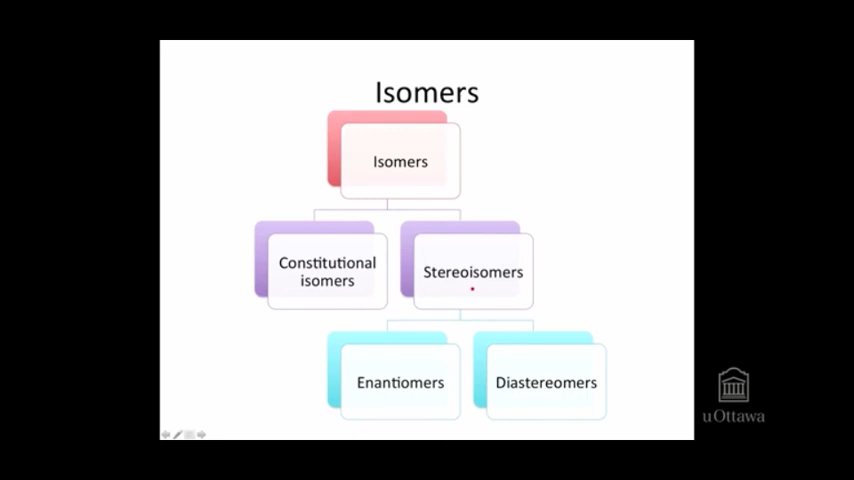 Isomers
Isomers
Constitutional
isomers
Stereoisomers
Enantiomers
Diastereomers
uOttawa